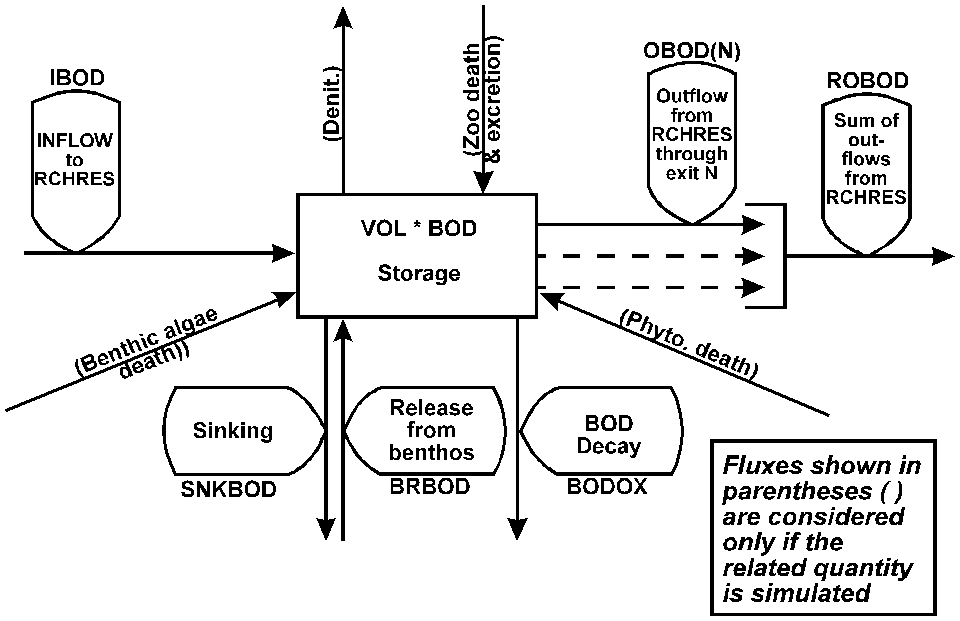 IBOD
INFLOW
to
RCHRES
(Denit.)
(Zoo death
& excretion)
OBOD(N)
Outflow
from
RCHRES
through
exit N
ROBOD
Sum of
out-
flows
from
RCHRES
VOL * BOD
Storage
(Benthic algae
death))
(Phyto. death)
Sinking
SNKBOD
Release
from
benthos
BRBOD
BOD
Decay
BODOX
Fluxes shown in
parentheses ( )
are considered
only if the
related quantity
is simulated